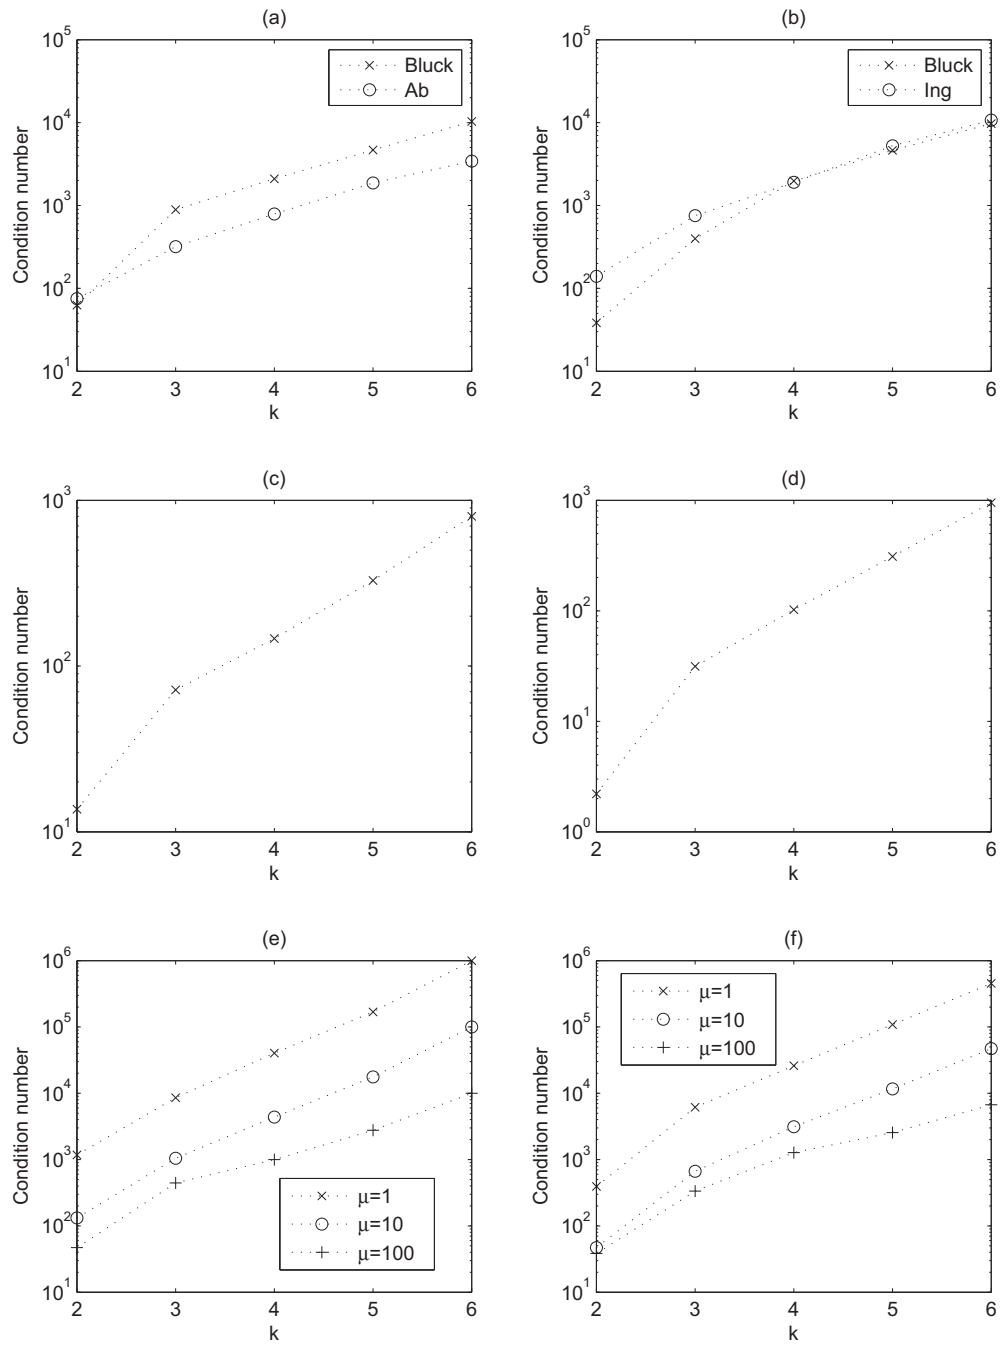 (a)
10^5
10^4
10^3
10^2
10^1
Condition number
Bluck
Ab
2 3 4 5 6
k
(b)
10^5
10^4
10^3
10^2
10^1
Condition number
Bluck
Ing
2 3 4 5 6
k
(c)
10^3
10^2
10^1
Condition number
2 3 4 5 6
k
(d)
10^3
10^2
10^1
10^0
Condition number
2 3 4 5 6
k
(e)
10^6
10^5
10^4
10^3
10^2
10^1
Condition number
μ=1
μ=10
μ=100
2 3 4 5 6
k
(f)
10^6
10^5
10^4
10^3
10^2
10^1
Condition number
μ=1
μ=10
μ=100
2 3 4 5 6
k